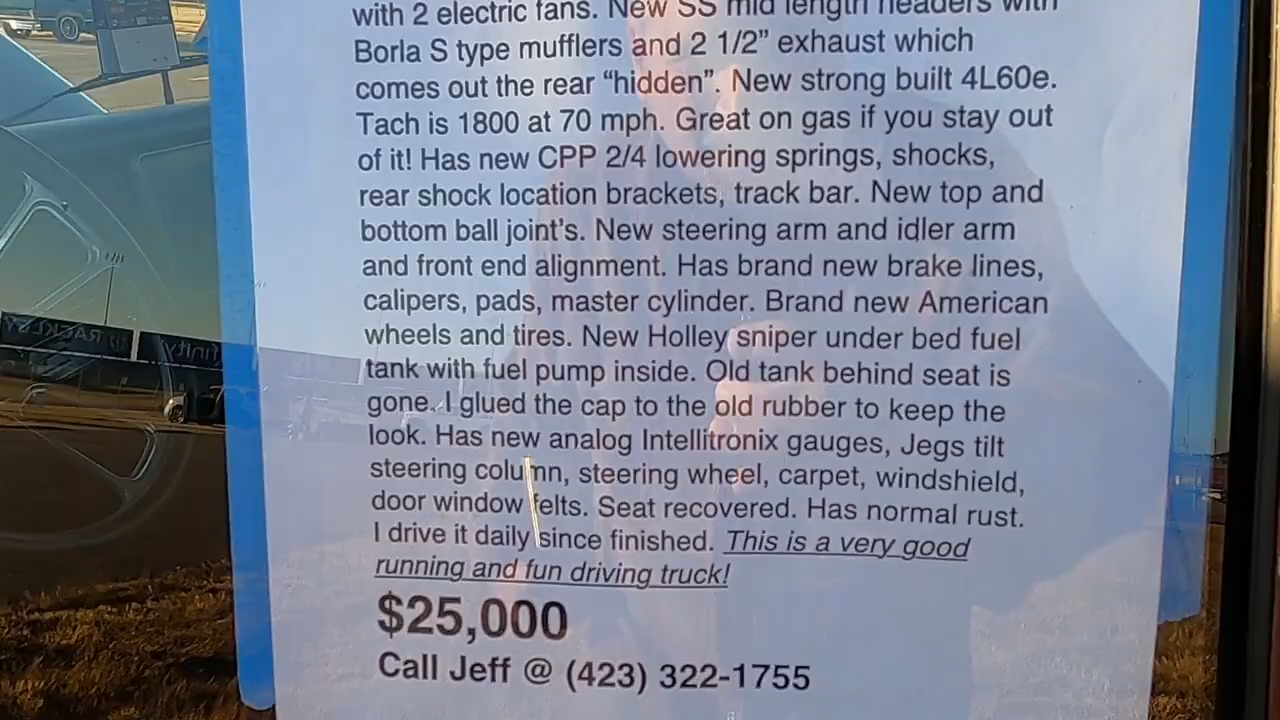 with 2 electric fans. New SS mid length headers with
Borla S type mufflers and 2 1/2” exhaust which
comes out the rear “hidden”. New strong built 4L60e.
Tach is 1800 at 70 mph. Great on gas if you stay out
of it! Has new CPP 2/4 lowering springs, shocks,
rear shock location brackets, track bar. New top and
bottom ball joint’s. New steering arm and idler arm
and front end alignment. Has brand new brake lines,
calipers, pads, master cylinder. Brand new American
wheels and tires. New Holley sniper under bed fuel
tank with fuel pump inside. Old tank behind seat is
gone. I glued the cap to the old rubber to keep the
look. Has new analog Intellitronix gauges, Jegs tilt
steering column, steering wheel, carpet, windshield,
door window felts. Seat recovered. Has normal rust.
I drive it daily since finished. This is a very good
running and fun driving truck!
$25,000
Call Jeff @ (423) 322-1755